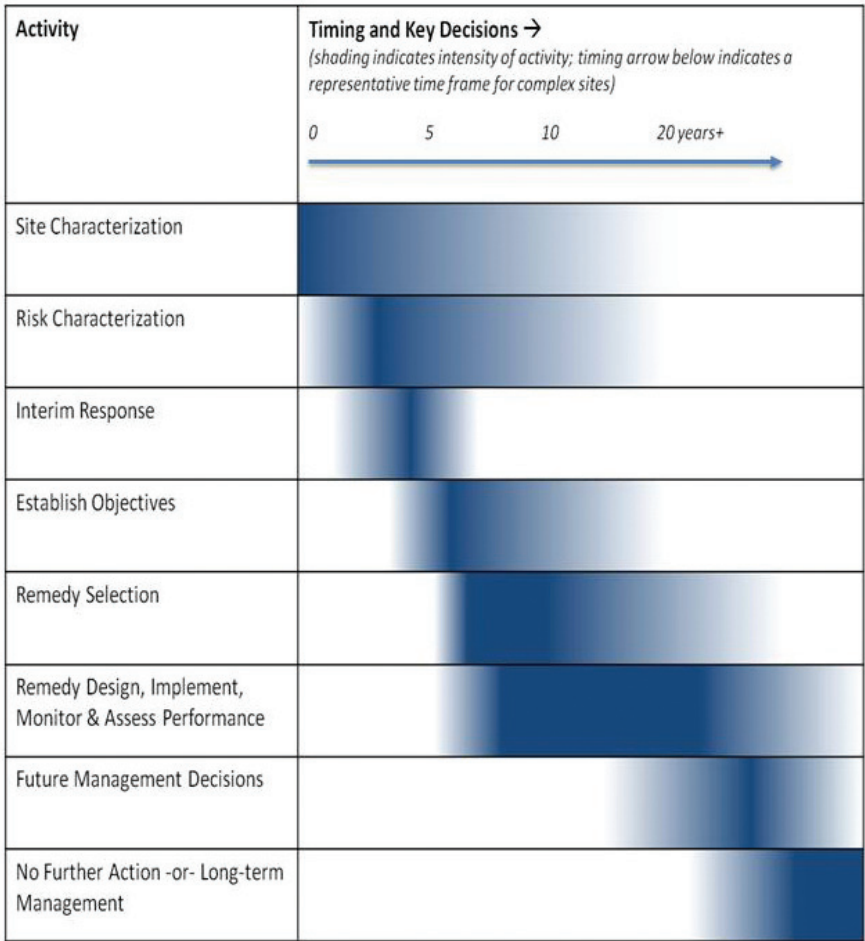 Activity
Timing and Key Decisions →
(shading indicates intensity of activity; timing arrow below indicates a
representative time frame for complex sites)
0 5 10 20 years+
Site Characterization
Risk Characterization
Interim Response
Establish Objectives
Remedy Selection
Remedy Design, Implement,
Monitor & Assess Performance
Future Management Decisions
No Further Action -or- Long-term
Management